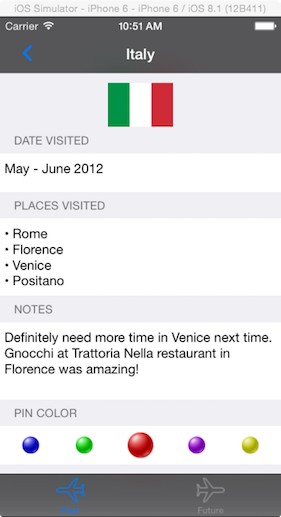 iOS Simulator - iPhone 6 - iPhone 6 / iOS 8.1 (12B411)
Carrier 10:51 AM
Italy
DATE VISITED
May - June 2012
PLACES VISITED
• Rome
• Florence
• Venice
• Positano
NOTES
Definitely need more time in Venice next time.
Gnocchi at Trattoria Nella restaurant in
Florence was amazing!
PIN COLOR
Future